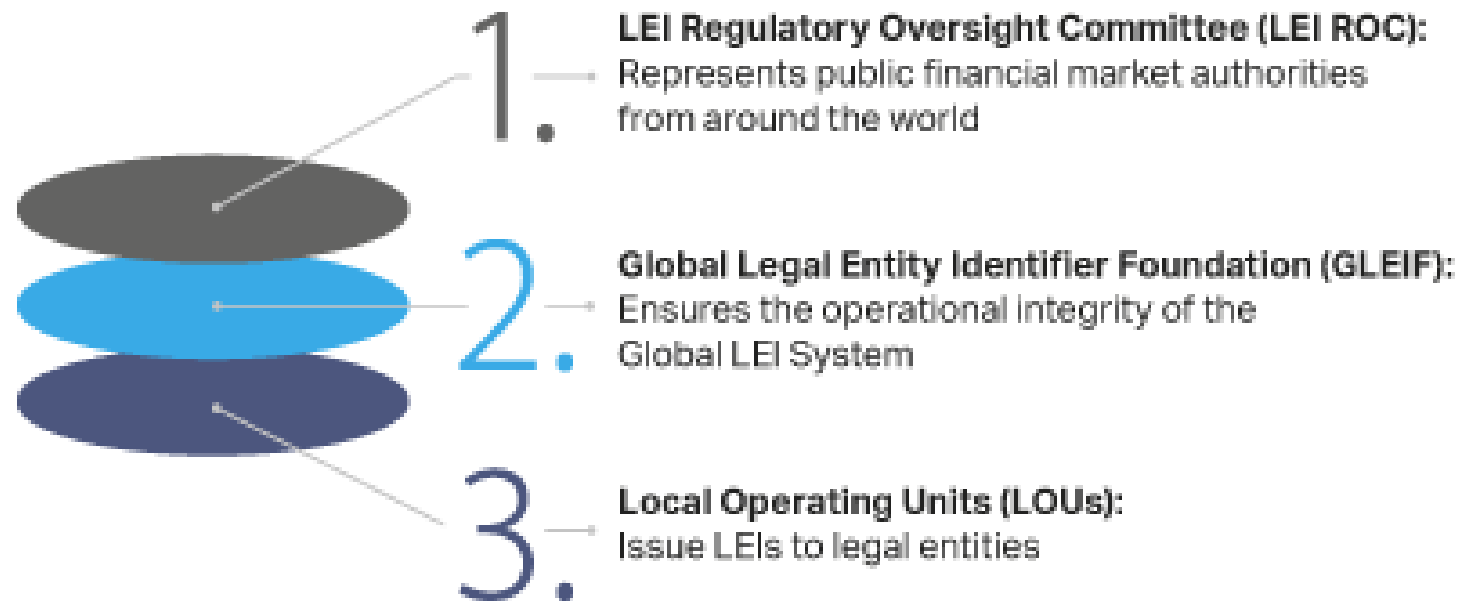 1.
LEI Regulatory Oversight Committee (LEI ROC):
Represents public financial market authorities
from around the world
2.
Global Legal Entity Identifier Foundation (GLEIF):
Ensures the operational integrity of the
Global LEI System
3.
Local Operating Units (LOUs):
Issue LEIs to legal entities